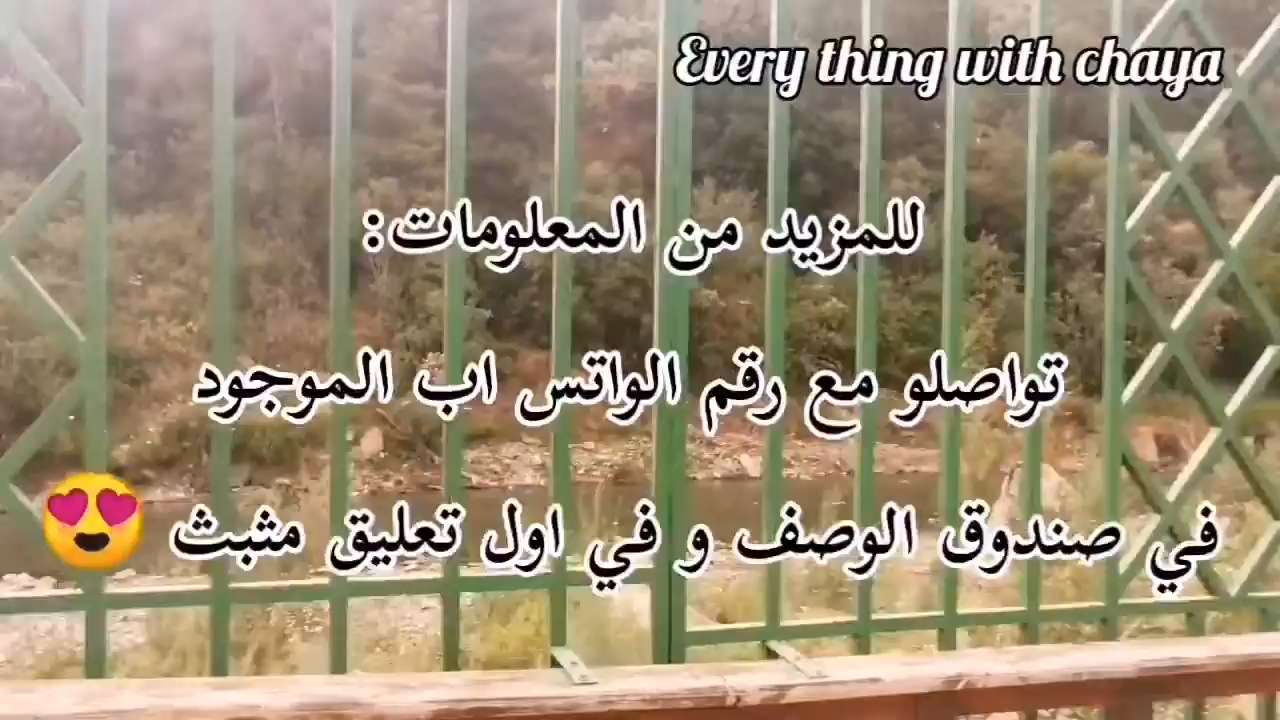 Every thing with chaya
للمزيد من المعلومات:
تواصلو مع رقم الواتس اب الموجود
في صندوق الوصف و في اول تعليق مثبث 😍